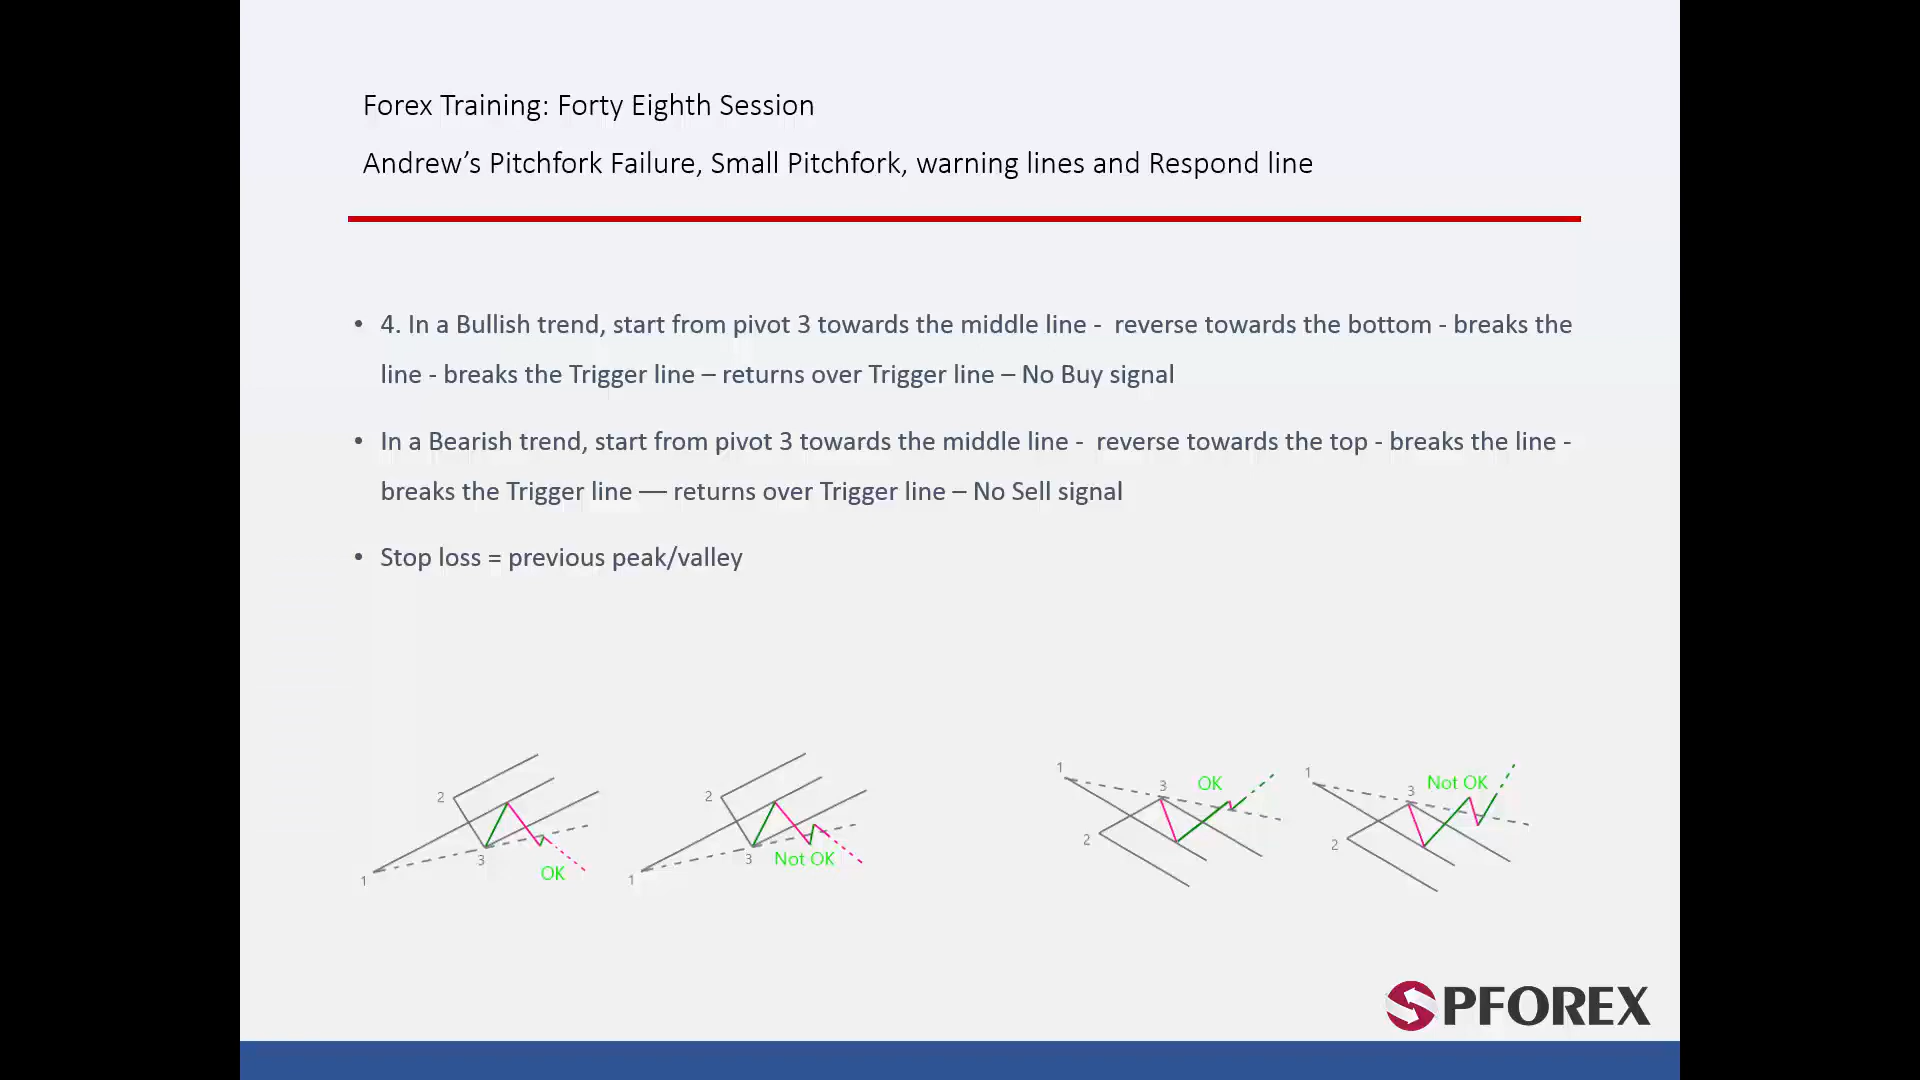 Forex Training: Forty Eighth Session
Andrew’s Pitchfork Failure, Small Pitchfork, warning lines and Respond line
• 4. In a Bullish trend, start from pivot 3 towards the middle line - reverse towards the bottom - breaks the
line - breaks the Trigger line – returns over Trigger line – No Buy signal
• In a Bearish trend, start from pivot 3 towards the middle line - reverse towards the top - breaks the line -
breaks the Trigger line — returns over Trigger line – No Sell signal
• Stop loss = previous peak/valley
2
3
1
OK
2
3
1
Not OK
1
3
OK
2
1
3
Not OK
2
SPFOREX